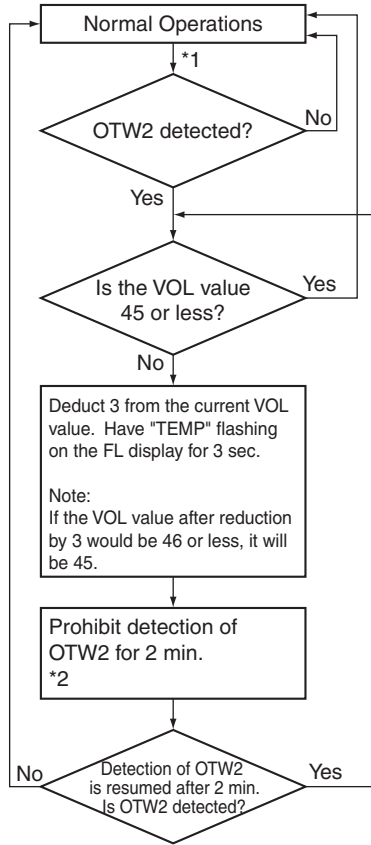 Normal Operations
*1
OTW2 detected?
No
Yes
Is the VOL value
45 or less?
Yes
No
Deduct 3 from the current VOL
value. Have "TEMP" flashing
on the FL display for 3 sec.
Note:
If the VOL value after reduction
by 3 would be 46 or less, it will
be 45.
Prohibit detection of
OTW2 for 2 min.
*2
No
Detection of OTW2
is resumed after 2 min.
Is OTW2 detected?
Yes